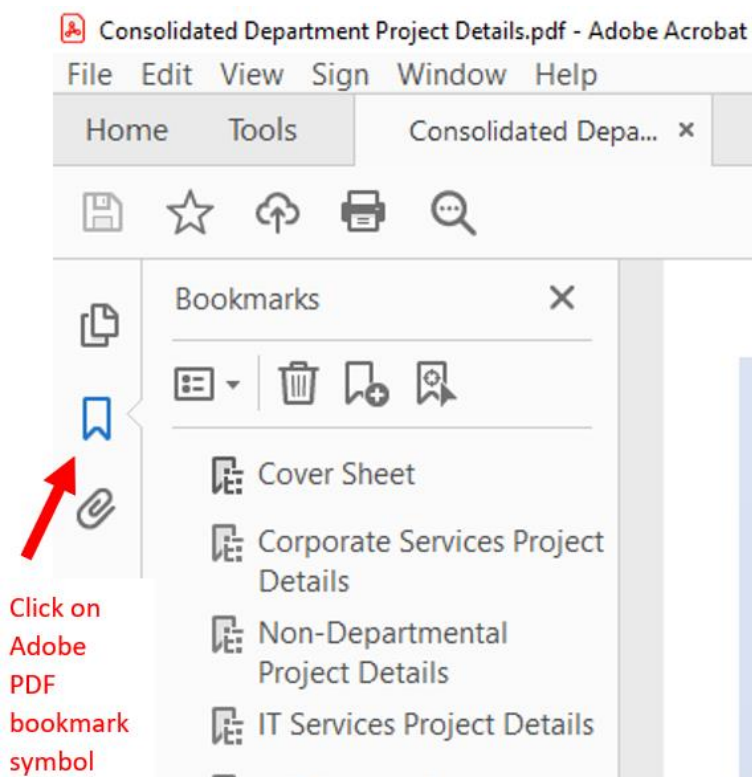 Consolidated Department Project Details.pdf - Adobe Acrobat
File Edit View Sign Window Help
Home Tools Consolidated Depa... ×
Bookmarks
Cover Sheet
Corporate Services Project
Details
Non-Departmental
Project Details
IT Services Project Details
Click on
Adobe
PDF
bookmark
symbol